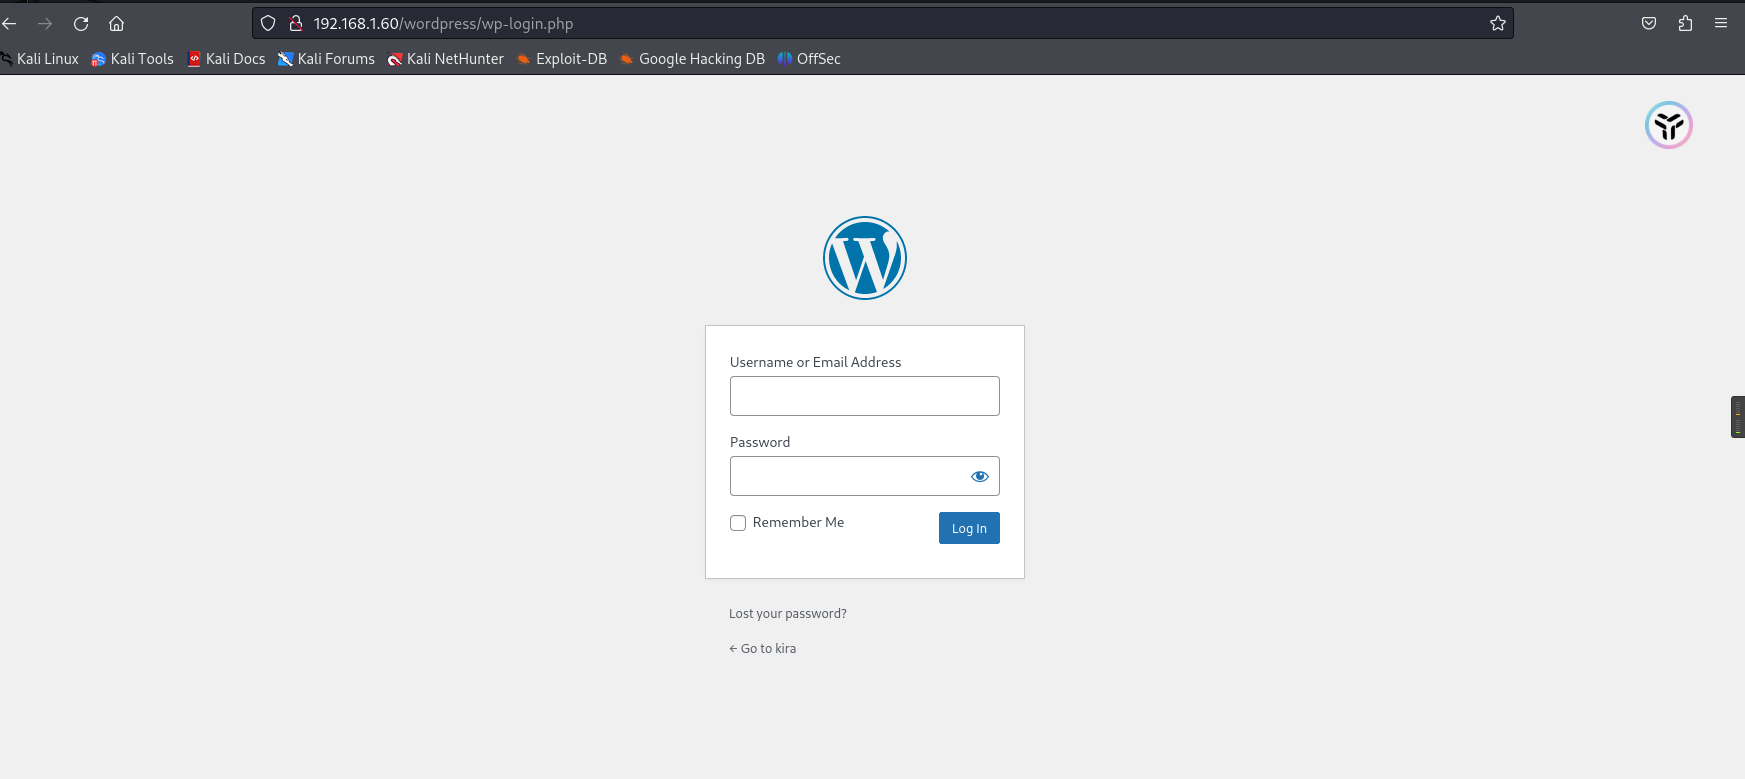 192.168.1.60/wordpress/wp-login.php
Kali Linux Kali Tools Kali Docs Kali Forums Kali NetHunter Exploit-DB Google Hacking DB OffSec
Username or Email Address
Password
Remember Me Log In
Lost your password?
← Go to kira